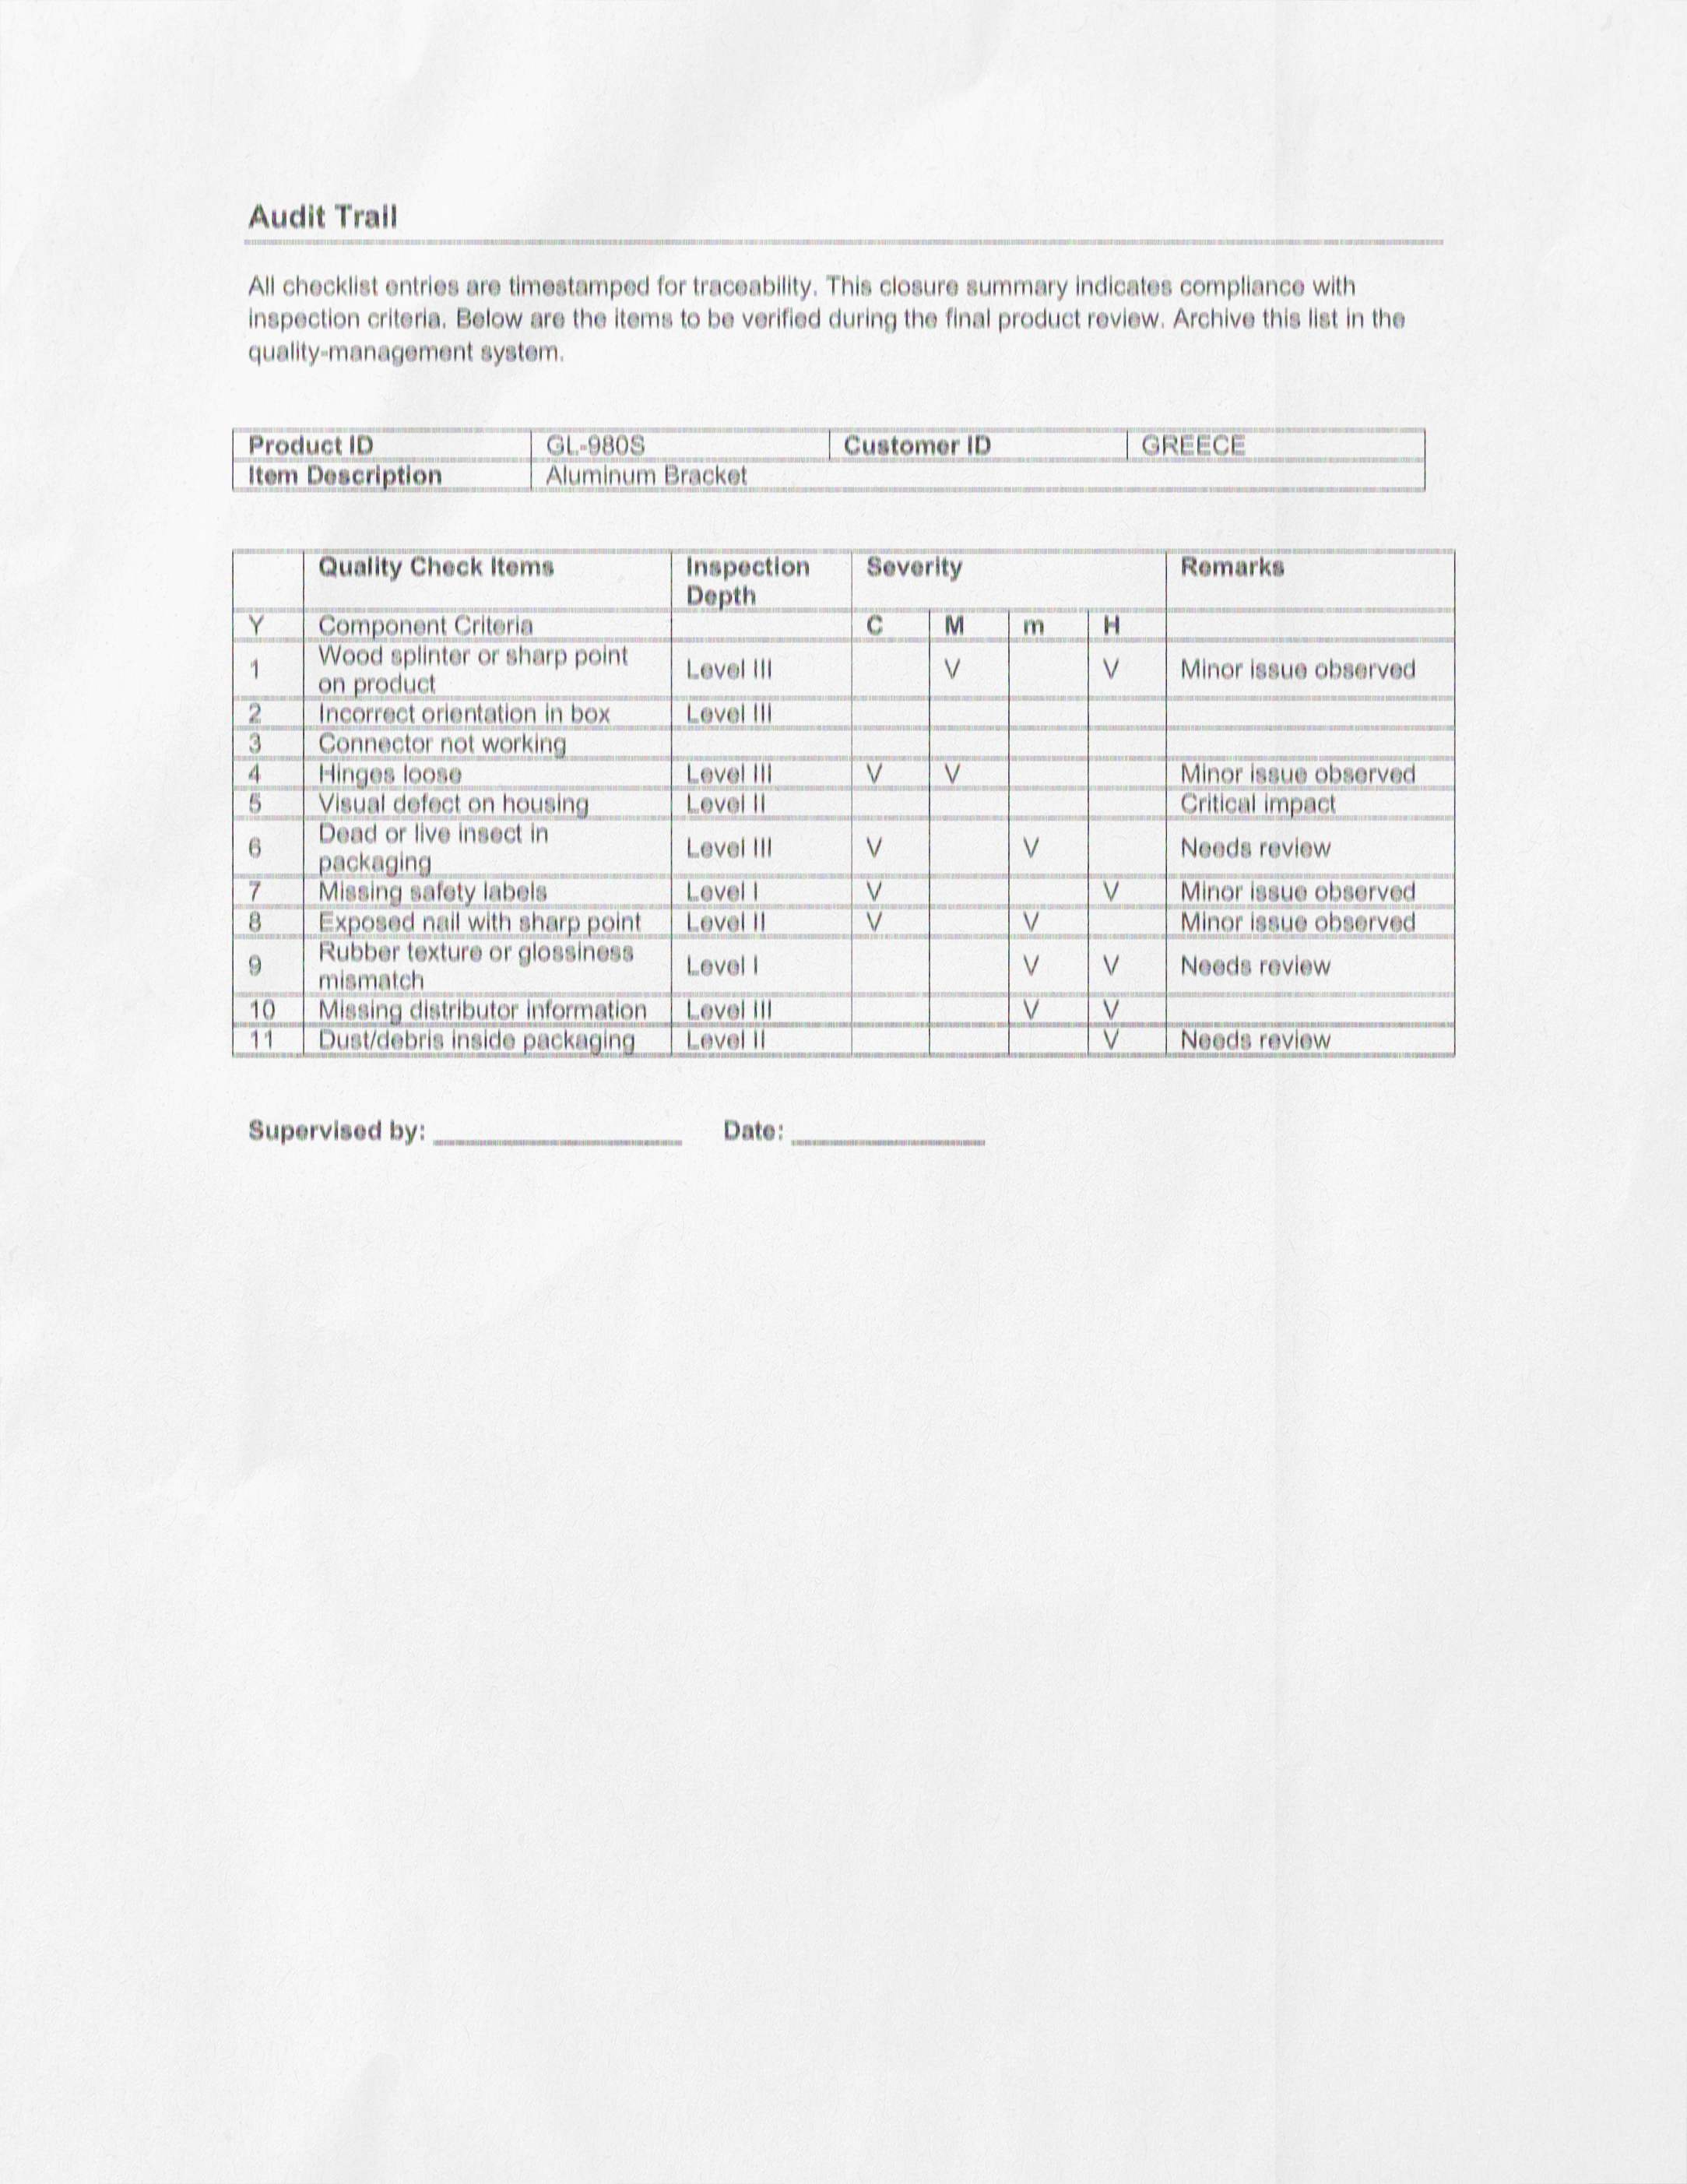 Audit Trail
All checklist entries are timestamped for traceability. This closure summary indicates compliance with
inspection criteria. Below are the items to be verified during the final product review. Archive this list in the
quality-management system.
Product ID GL-980S Customer ID GREECE
Item Description Aluminum Bracket
Quality Check Items Inspection Depth Severity Remarks
Y Component Criteria C M m H
1 Wood splinter or sharp point on product Level III V V Minor issue observed
2 Incorrect orientation in box Level III
3 Connector not working
4 Hinges loose Level III V V Minor issue observed
5 Visual defect on housing Level II Critical impact
6 Dead or live insect in packaging Level III V V Needs review
7 Missing safety labels Level I V V Minor issue observed
8 Exposed nail with sharp point Level II V V Minor issue observed
9 Rubber texture or glossiness mismatch Level I V V Needs review
10 Missing distributor information Level III V V
11 Dust/debris inside packaging Level II V Needs review
Supervised by: Date: